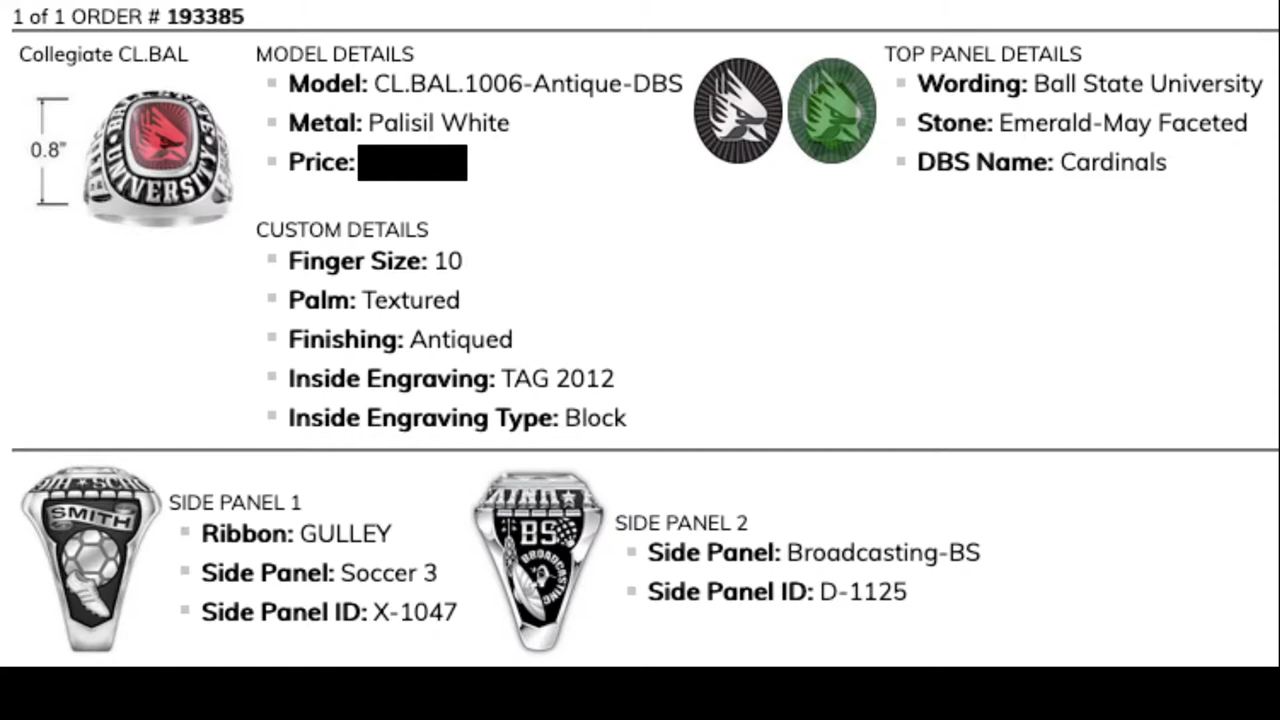 1 of 1 ORDER # 193385
Collegiate CL.BAL
0.8"
UNIVERSITY
MODEL DETAILS
Model: CL.BAL.1006-Antique-DBS
Metal: Palisil White
Price:
TOP PANEL DETAILS
Wording: Ball State University
Stone: Emerald-May Faceted
DBS Name: Cardinals
CUSTOM DETAILS
Finger Size: 10
Palm: Textured
Finishing: Antiqued
Inside Engraving: TAG 2012
Inside Engraving Type: Block
SMITH
SIDE PANEL 1
Ribbon: GULLEY
Side Panel: Soccer 3
Side Panel ID: X-1047
BS
BROADCASTING
SIDE PANEL 2
Side Panel: Broadcasting-BS
Side Panel ID: D-1125